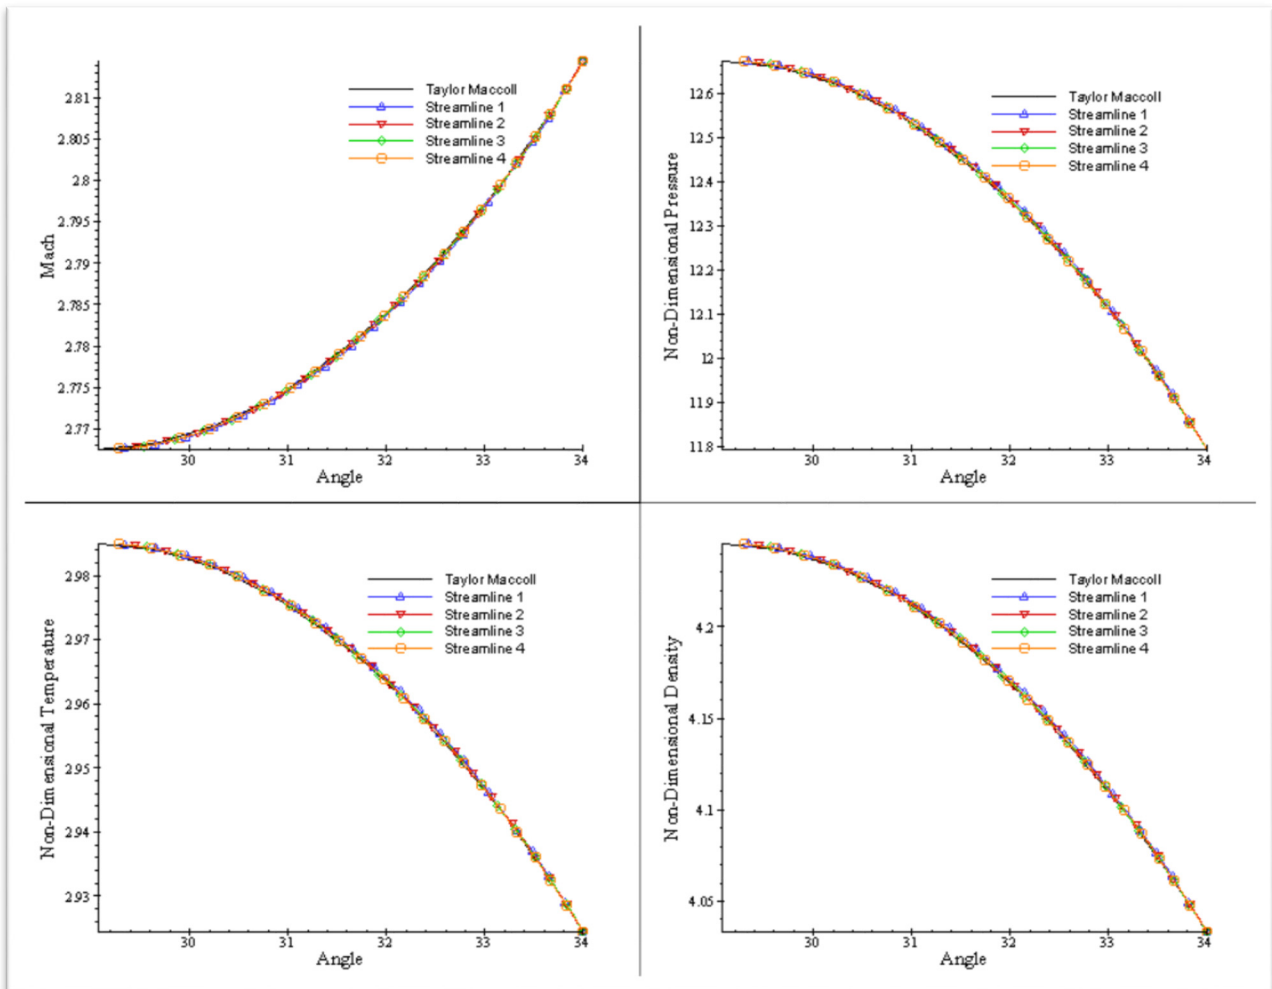 2.81
2.805
2.8
2.795
2.79
2.785
2.78
2.775
2.77
Mach
Taylor Maccoll
Streamline 1
Streamline 2
Streamline 3
Streamline 4
30 31 32 33 34
Angle
12.6
12.5
12.4
12.3
12.2
12.1
12
11.9
11.8
Non-Dimensional Pressure
Taylor Maccoll
Streamline 1
Streamline 2
Streamline 3
Streamline 4
30 31 32 33 34
Angle
2.98
2.97
2.96
2.95
2.94
2.93
Non-Dimensional Temperature
Taylor Maccoll
Streamline 1
Streamline 2
Streamline 3
Streamline 4
30 31 32 33 34
Angle
4.2
4.15
4.1
4.05
Non-Dimensional Density
Taylor Maccoll
Streamline 1
Streamline 2
Streamline 3
Streamline 4
30 31 32 33 34
Angle